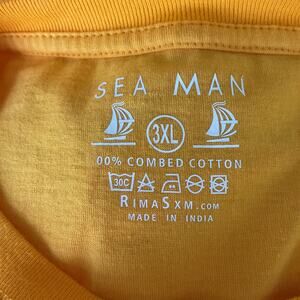 SEA MAN
3XL
00% COMBED COTTON
30C
RIMASXM.COM
MADE IN INDIA